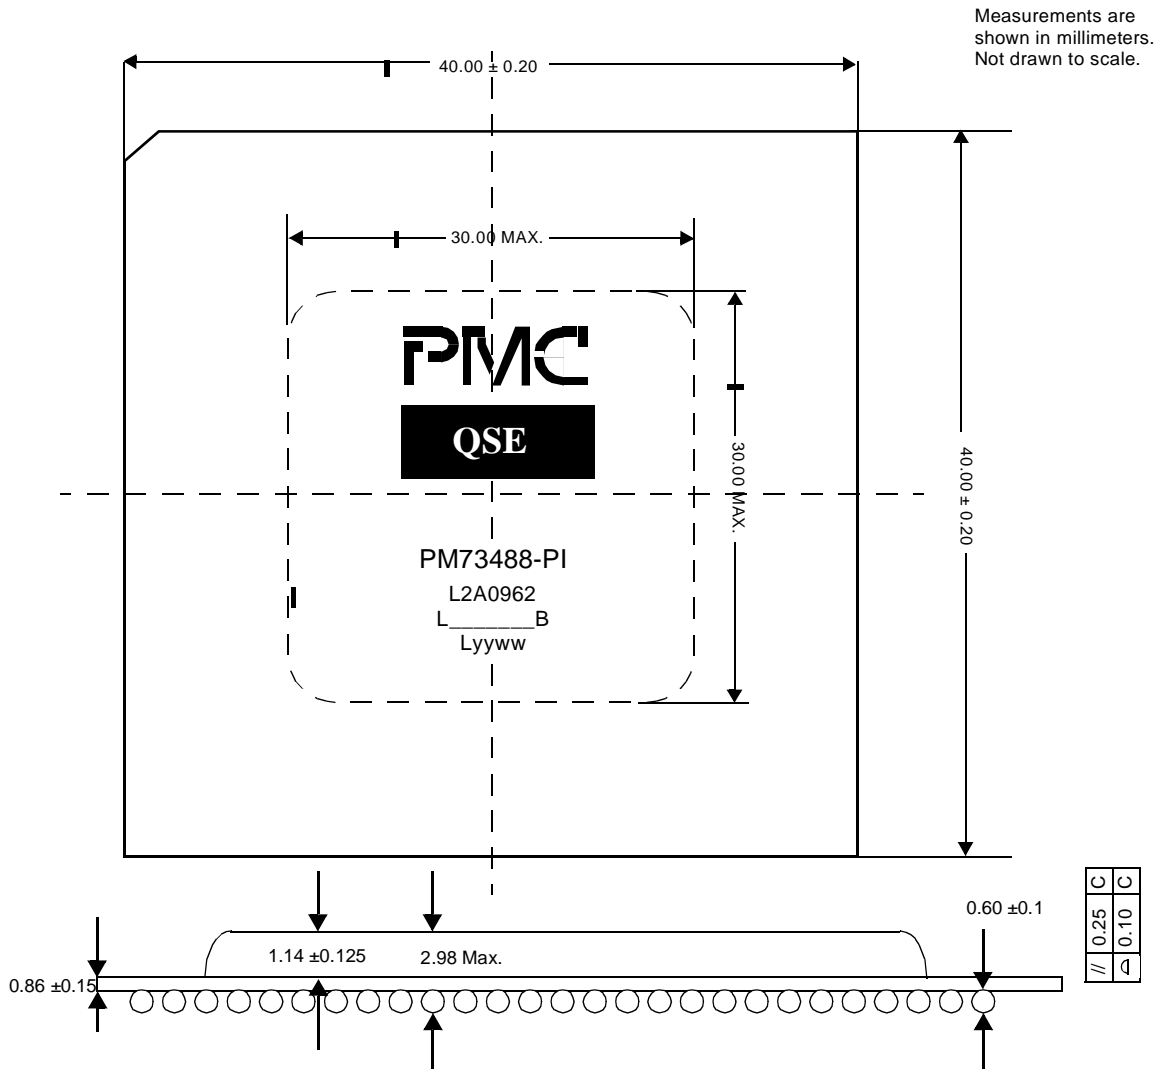 Measurements are
shown in millimeters.
Not drawn to scale.
40.00 ± 0.20
30.00 MAX.
PMC
QSE
30.00 MAX.
40.00 ± 0.20
PM73488-PI
L2A0962
L_______B
Lyyww
0.60 ±0.1
1.14 ±0.125
2.98 Max.
0.86 ±0.15
// 0.25 C
⌓ 0.10 C